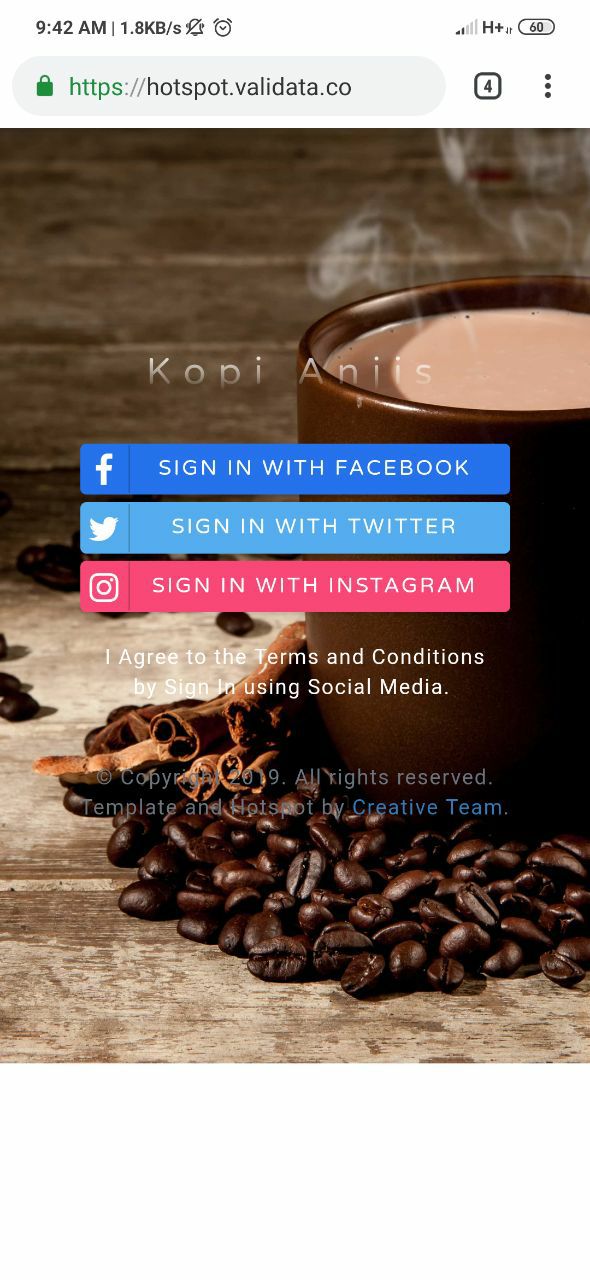 9:42 AM | 1.8KB/s
H+
60
https://hotspot.validata.co
4
Kopi Anjis
SIGN IN WITH FACEBOOK
SIGN IN WITH TWITTER
SIGN IN WITH INSTAGRAM
I Agree to the Terms and Conditions
by Sign In using Social Media.
© Copyright 2019. All rights reserved.
Template and Hotspot by Creative Team.